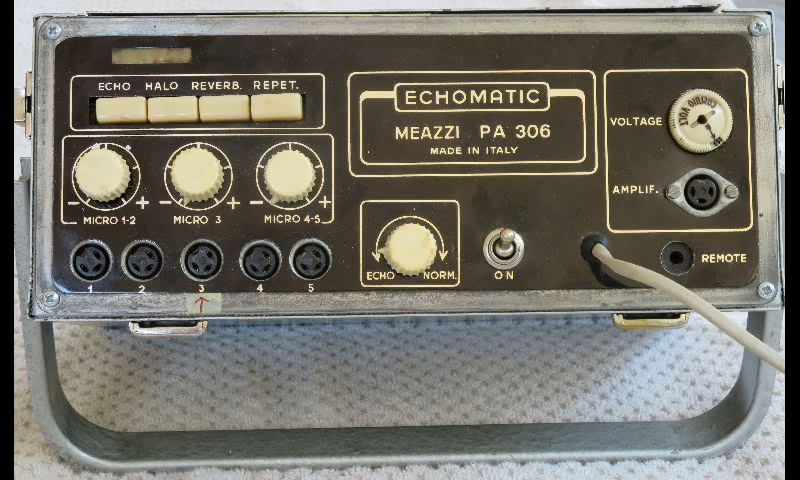 ECHO HALO REVERB. REPET.
ECHOMATIC
MEAZZI PA 306
MADE IN ITALY
VOLTAGE
AMPLIF.
- + - + - +
MICRO 1-2 MICRO 3 MICRO 4-5
1 2 3 4 5
ECHO NORM.
ON
REMOTE